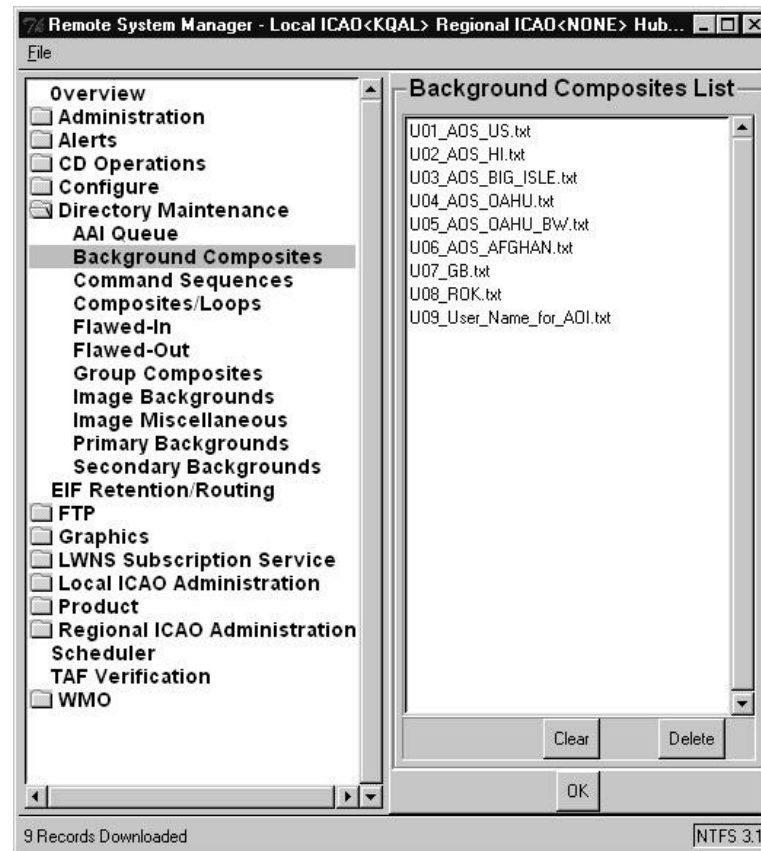 Remote System Manager - Local ICAO<KQAL> Regional ICAO<NONE> Hub...
File
Overview
Administration
Alerts
CD Operations
Configure
Directory Maintenance
AAI Queue
Background Composites
Command Sequences
Composites/Loops
Flawed-In
Flawed-Out
Group Composites
Image Backgrounds
Image Miscellaneous
Primary Backgrounds
Secondary Backgrounds
EIF Retention/Routing
FTP
Graphics
LWNS Subscription Service
Local ICAO Administration
Product
Regional ICAO Administration
Scheduler
TAF Verification
WMO
Background Composites List
U01_AOS_US.txt
U02_AOS_HI.txt
U03_AOS_BIG_ISLE.txt
U04_AOS_OAHU.txt
U05_AOS_OAHU_BW.txt
U06_AOS_AFGHAN.txt
U07_GB.txt
U08_ROK.txt
U09_User_Name_for_AOI.txt
Clear Delete
OK
9 Records Downloaded
NTFS 3.1